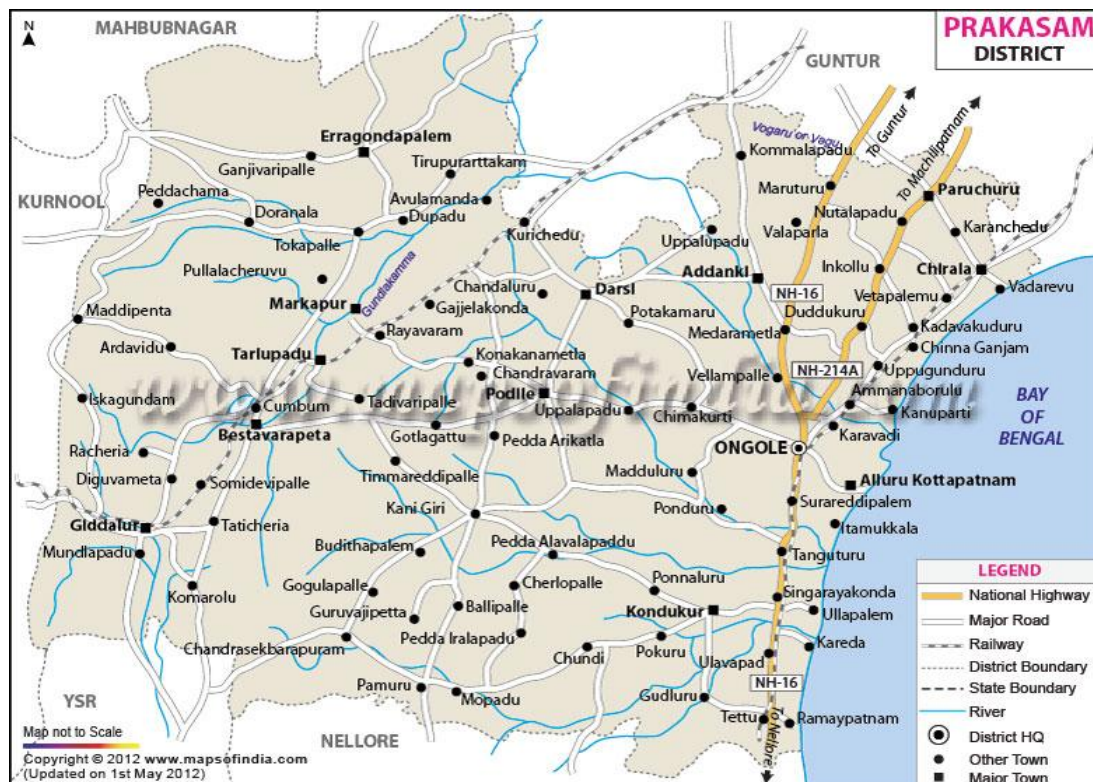 PRAKASAM
DISTRICT
N
MAHBUBNAGAR
GUNTUR
KURNOOL
YSR
NELLORE
BAY
OF
BENGAL
Vogaru or Vagu
To Guntur
To Machilipatnam
Erragondapalem
Ganjivaripalle
Tirupurarttakam
Kommalapadu
Peddachama
Avulamanda
Maruturu
Paruchuru
Doranala
Dupadu
Nutalapadu
Tokapalle
Kurichedu
Uppalupadu
Valaparla
Karanchedu
Pullalacheruvu
Gundlakamma
Addanki
Inkollu
Chirala
Chandaluru
Darsi
NH-16
Vetapalemu
Vadarevu
Markapur
Gajjelakonda
Duddukuru
Maddipenta
Rayavaram
Potakamaru
Medarametla
Kadavakuduru
Ardavidu
Tarlupadu
Konakanametla
Chinna Ganjam
Chandravaram
NH-214A
Uppugunduru
www.mapsofindia.com
Vellampalle
Ammanaborulu
Iskagundam
Cumbum
Tadivaripalle
Podile
Uppalapadu
Chimakurti
Kanuparti
Bestavarapeta
Gotlagattu
Pedda Arikatla
Karavadi
Racheria
ONGOLE
Diguvameta
Somidevipalle
Timmareddipalle
Madduluru
Alluru Kottapatnam
Giddalur
Taticheria
Kani Giri
Ponduru
Surareddipalem
Itamukkala
Mundlapadu
Budithapalem
Pedda Alavalapaddu
Tanguturu
Komarolu
Gogulapalle
Cherlopalle
Ponnaluru
Singarayakonda
Guruvajipetta
Ballipalle
Kondukur
Ullapalem
Chandrasekbarapuram
Pedda Iralapadu
Pokuru
Kareda
Chundi
Ulavapad
Pamuru
Mopadu
Gudluru
NH-16
Tettu
Ramaypatnam
To Nellore
LEGEND
National Highway
Major Road
Railway
District Boundary
State Boundary
River
District HQ
Other Town
Major Town
Map not to Scale
Copyright © 2012 www.mapsofindia.com
(Updated on 1st May 2012)